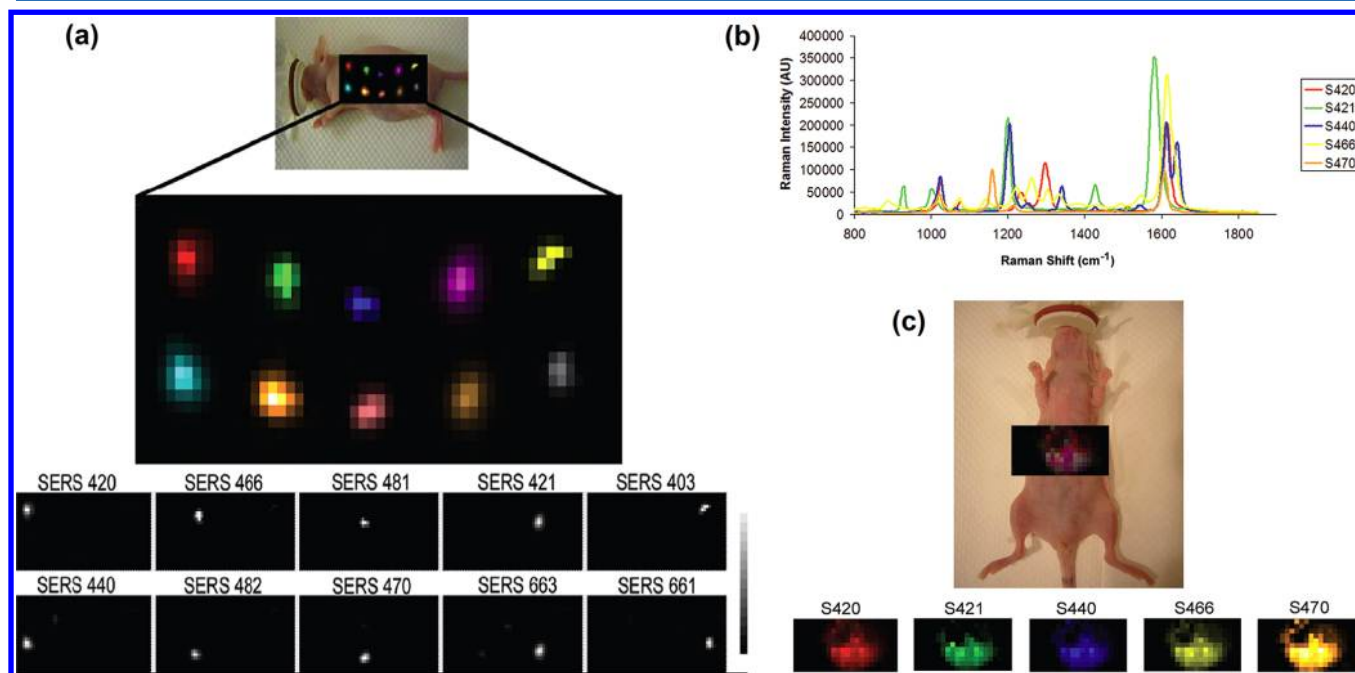 (a)
SERS 420 SERS 466 SERS 481 SERS 421 SERS 403
SERS 440 SERS 482 SERS 470 SERS 663 SERS 661
(b)
400000
350000
300000
250000
200000
150000
100000
50000
0
Raman Intensity (AU)
800 1000 1200 1400 1600 1800
Raman Shift (cm⁻¹)
S420
S421
S440
S466
S470
(c)
S420 S421 S440 S466 S470